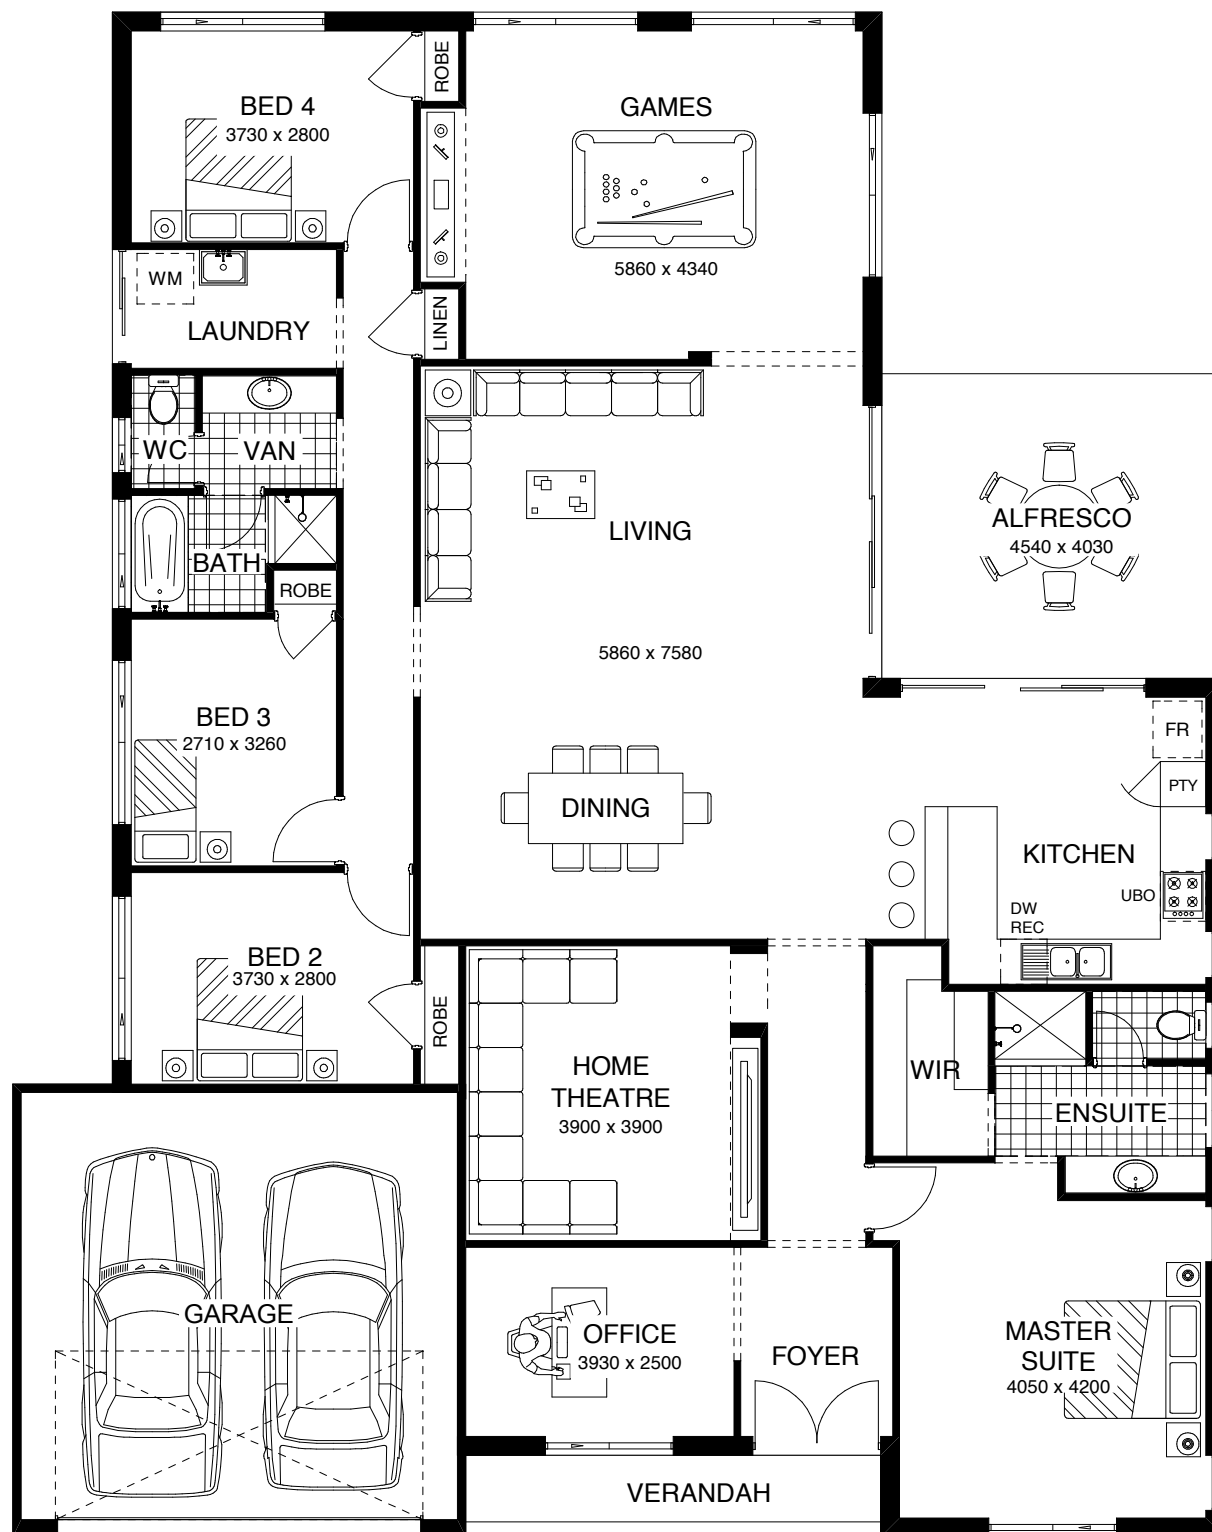 BED 4
3730 x 2800
ROBE
GAMES
5860 x 4340
WM
LAUNDRY
LINEN
WC
VAN
BATH
ROBE
LIVING
5860 x 7580
ALFRESCO
4540 x 4030
BED 3
2710 x 3260
DINING
FR
PTY
KITCHEN
UBO
DW
REC
BED 2
3730 x 2800
ROBE
HOME
THEATRE
3900 x 3900
WIR
ENSUITE
GARAGE
OFFICE
3930 x 2500
FOYER
MASTER
SUITE
4050 x 4200
VERANDAH